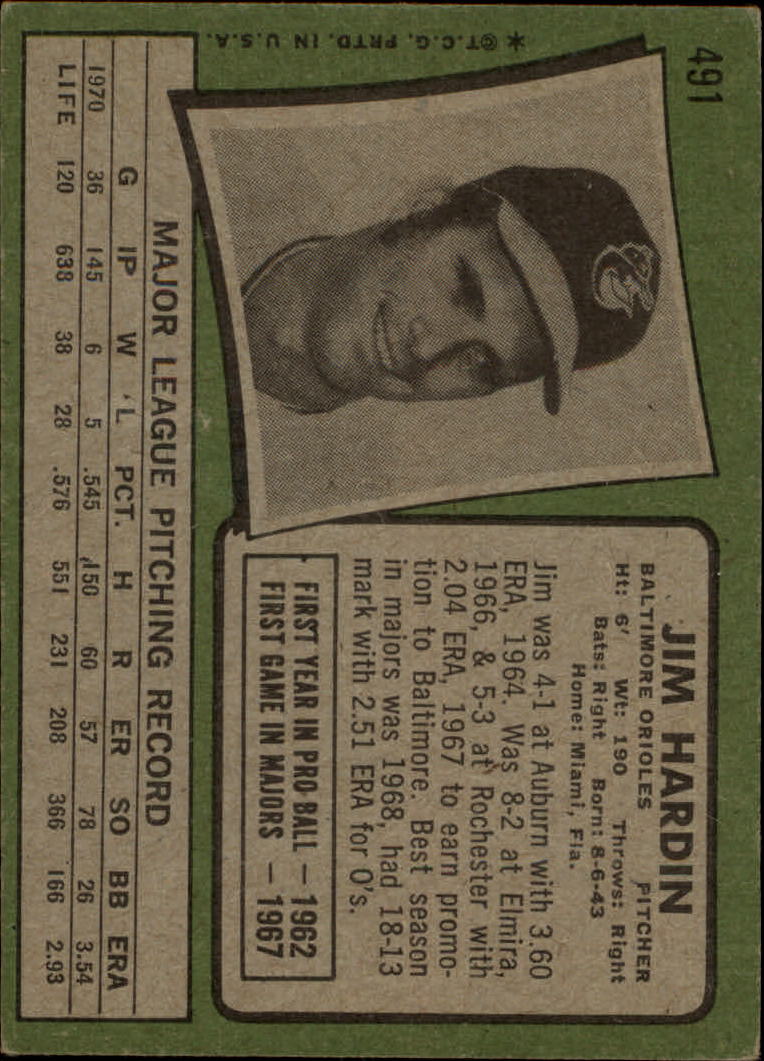 491
JIM HARDIN
BALTIMORE ORIOLES PITCHER
Ht: 6' Wt: 190 Throws: Right
Bats: Right Born: 8-6-43
Home: Miami, Fla.
Jim was 4-1 at Auburn with 3.60
ERA, 1964. Was 8-2 at Elmira,
1966, & 5-3 at Rochester with
2.04 ERA, 1967 to earn promo-
tion to Baltimore. Best season
in majors was 1968, had 18-13
mark with 2.51 ERA for O's.
FIRST YEAR IN PRO BALL — 1962
FIRST GAME IN MAJORS — 1967
MAJOR LEAGUE PITCHING RECORD
G IP W L PCT. H R ER SO BB ERA
1970 36 145 6 5 .545 150 60 57 78 26 3.54
LIFE 120 638 38 28 .576 551 231 208 366 166 2.93
*©T.C.G. PRTD. IN U.S.A.